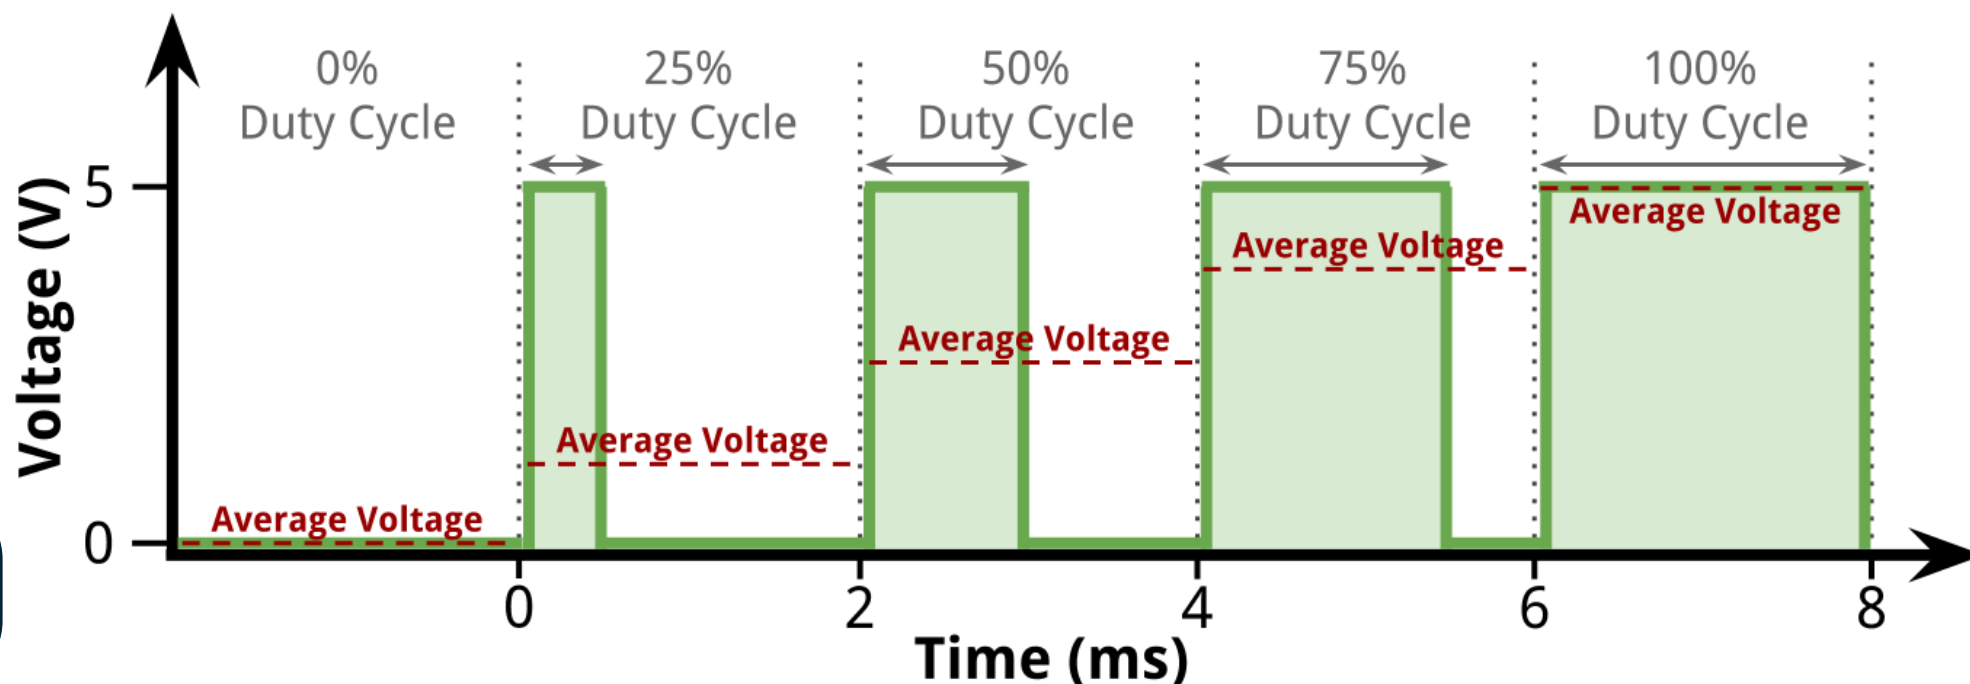 0%
Duty Cycle
25%
Duty Cycle
50%
Duty Cycle
75%
Duty Cycle
100%
Duty Cycle
Voltage (V)
5
0
Average Voltage
Average Voltage
Average Voltage
Average Voltage
Average Voltage
0
2
4
6
8
Time (ms)